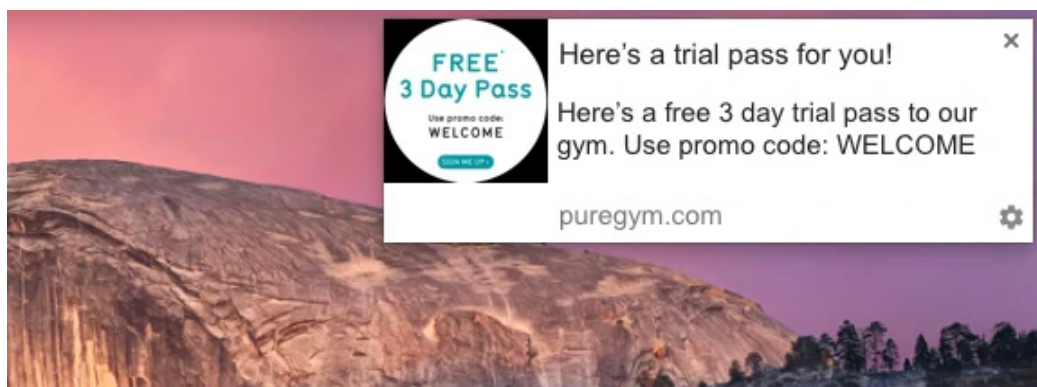 FREE*
3 Day Pass
Use promo code:
WELCOME
SIGN ME UP >
Here's a trial pass for you!
Here's a free 3 day trial pass to our
gym. Use promo code: WELCOME
puregym.com